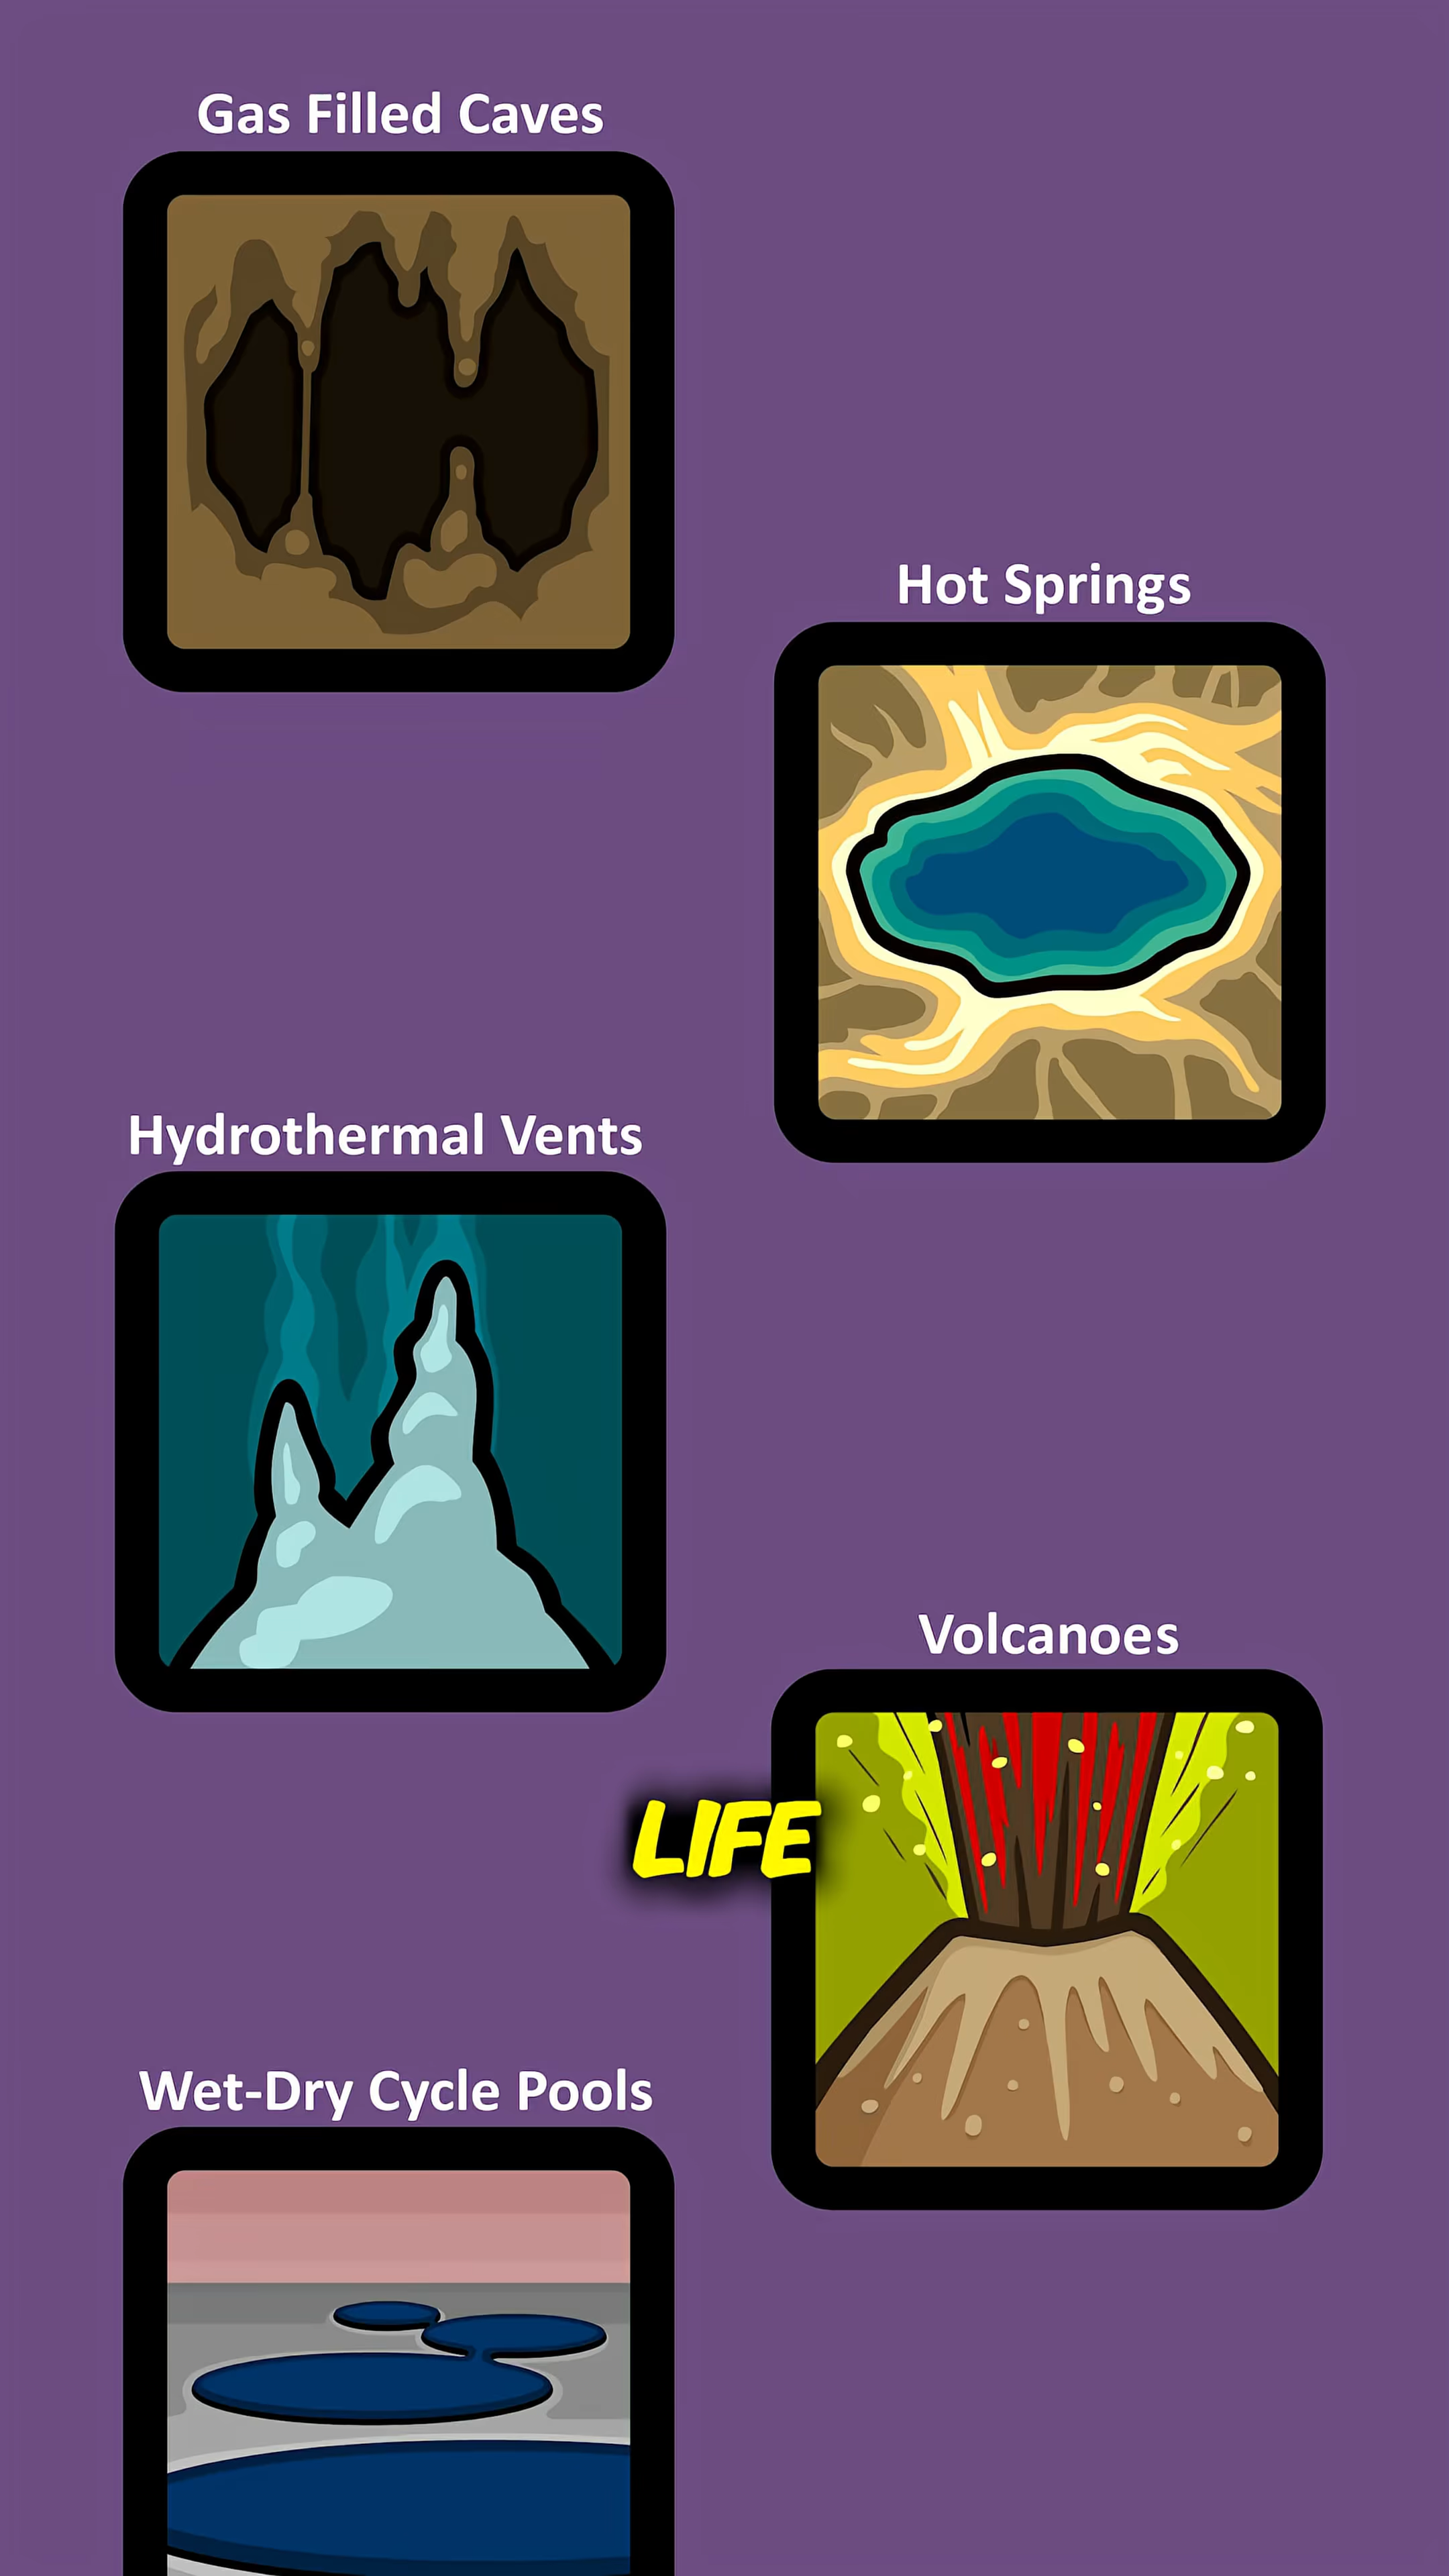 Gas Filled Caves
Hot Springs
Hydrothermal Vents
Volcanoes
LIFE
Wet-Dry Cycle Pools